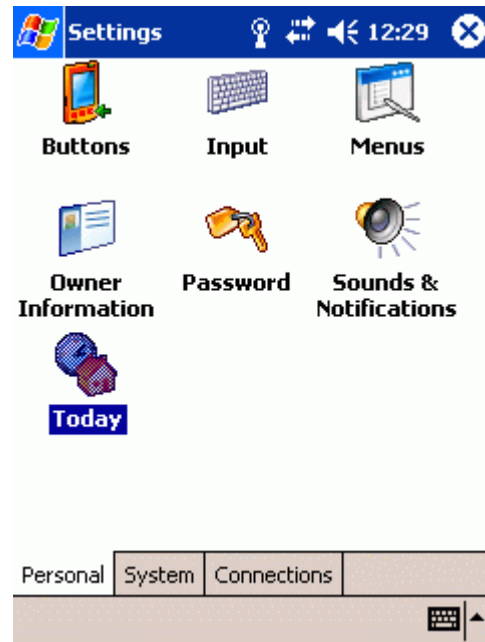 Settings 12:29
Buttons Input Menus
Owner Information Password Sounds & Notifications
Today
Personal System Connections